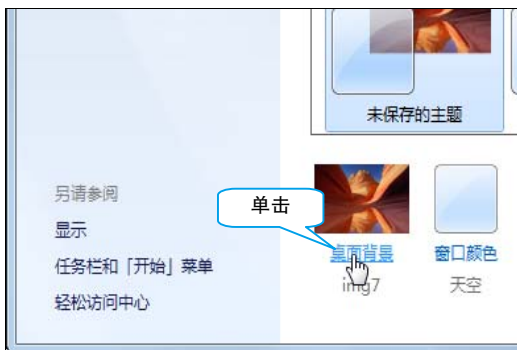 未保存的主题
另请参阅
显示
任务栏和「开始」菜单
轻松访问中心
单击
桌面背景
img7
窗口颜色
天空